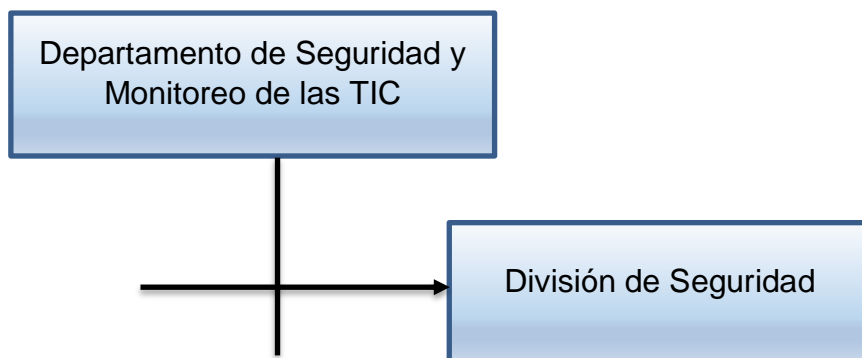 Departamento de Seguridad y
Monitoreo de las TIC
División de Seguridad